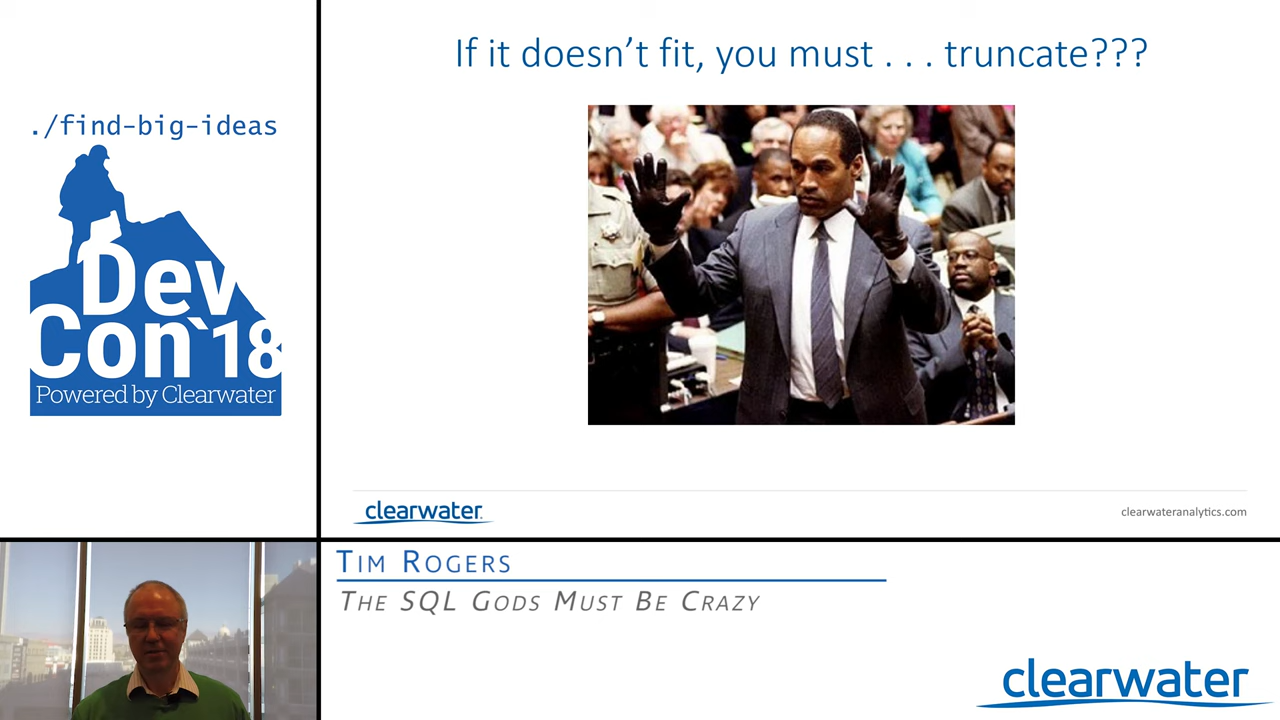 ./find-big-ideas
Dev
Con`18
Powered by Clearwater
If it doesn’t fit, you must . . . truncate???
clearwater
clearwateranalytics.com
TIM ROGERS
THE SQL GODS MUST BE CRAZY
clearwater